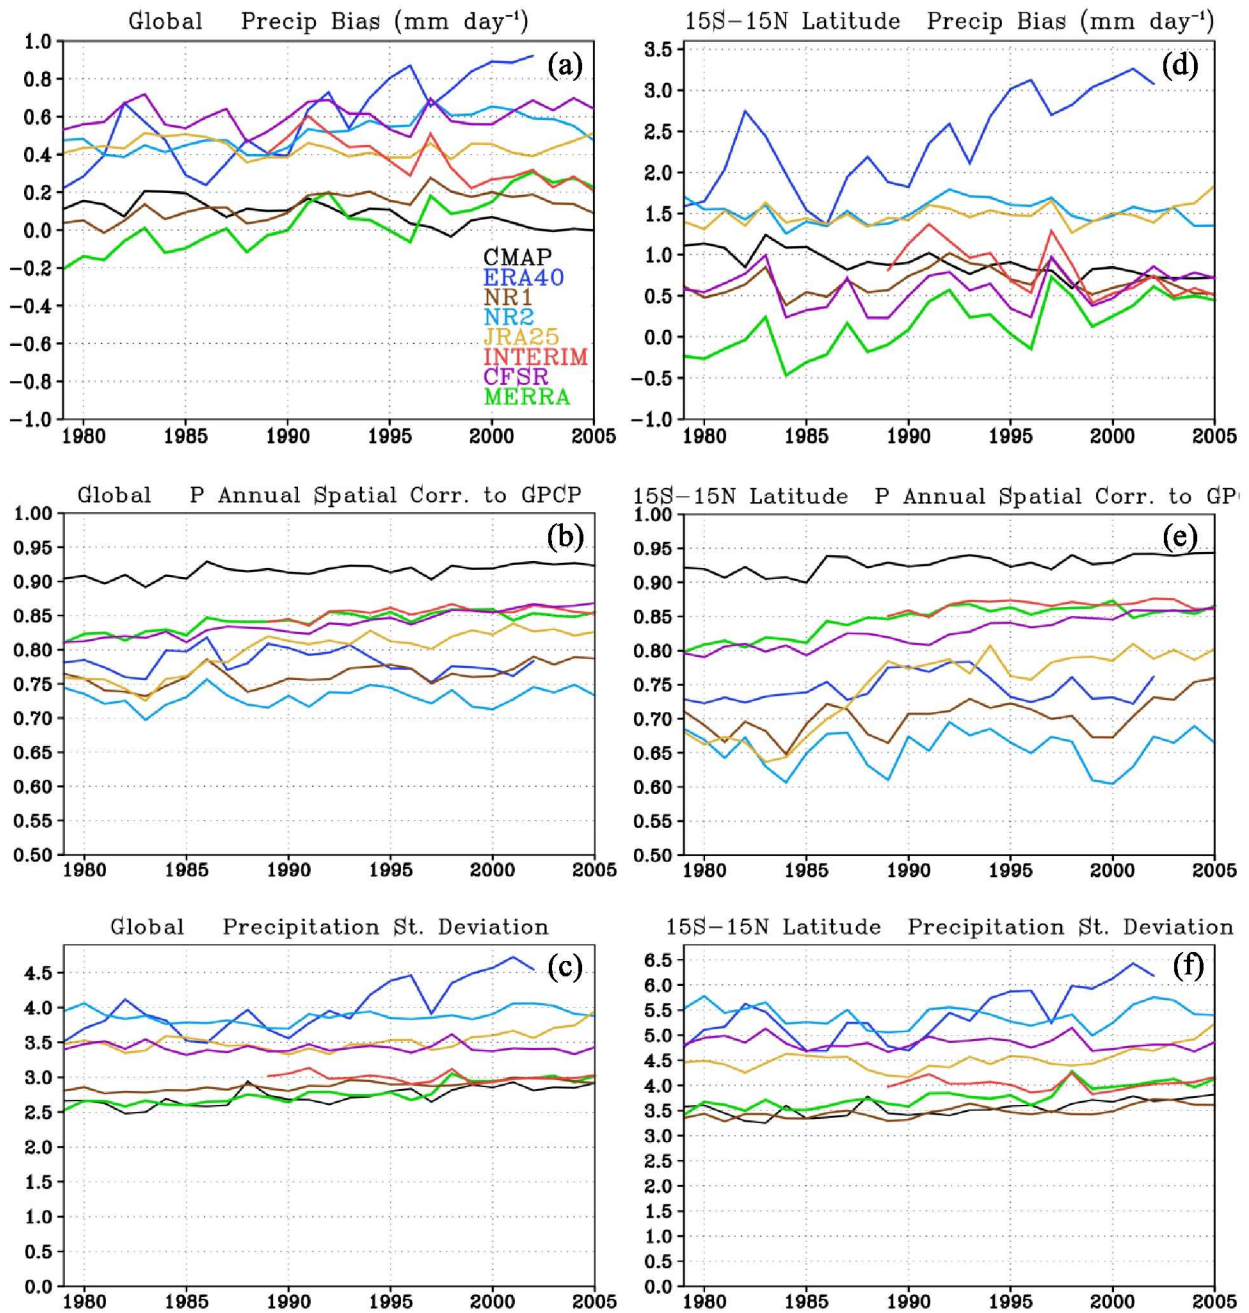 Global Precip Bias (mm day⁻¹)
(a)
1.0
0.8
0.6
0.4
0.2
0.0
−0.2
−0.4
−0.6
−0.8
−1.0
CMAP
ERA40
NR1
NR2
JRA25
INTERIM
CFSR
MERRA
1980 1985 1990 1995 2000 2005
15S−15N Latitude Precip Bias (mm day⁻¹)
(d)
3.5
3.0
2.5
2.0
1.5
1.0
0.5
0.0
−0.5
−1.0
1980 1985 1990 1995 2000 2005
Global P Annual Spatial Corr. to GPCP
(b)
1.00
0.95
0.90
0.85
0.80
0.75
0.70
0.65
0.60
0.55
0.50
1980 1985 1990 1995 2000 2005
15S−15N Latitude P Annual Spatial Corr. to GP
(e)
1.00
0.95
0.90
0.85
0.80
0.75
0.70
0.65
0.60
0.55
0.50
1980 1985 1990 1995 2000 2005
Global Precipitation St. Deviation
(c)
4.5
4.0
3.5
3.0
2.5
2.0
1.5
1.0
0.5
0.0
1980 1985 1990 1995 2000 2005
15S−15N Latitude Precipitation St. Deviation
(f)
6.5
6.0
5.5
5.0
4.5
4.0
3.5
3.0
2.5
2.0
1.5
1.0
0.5
0.0
1980 1985 1990 1995 2000 2005